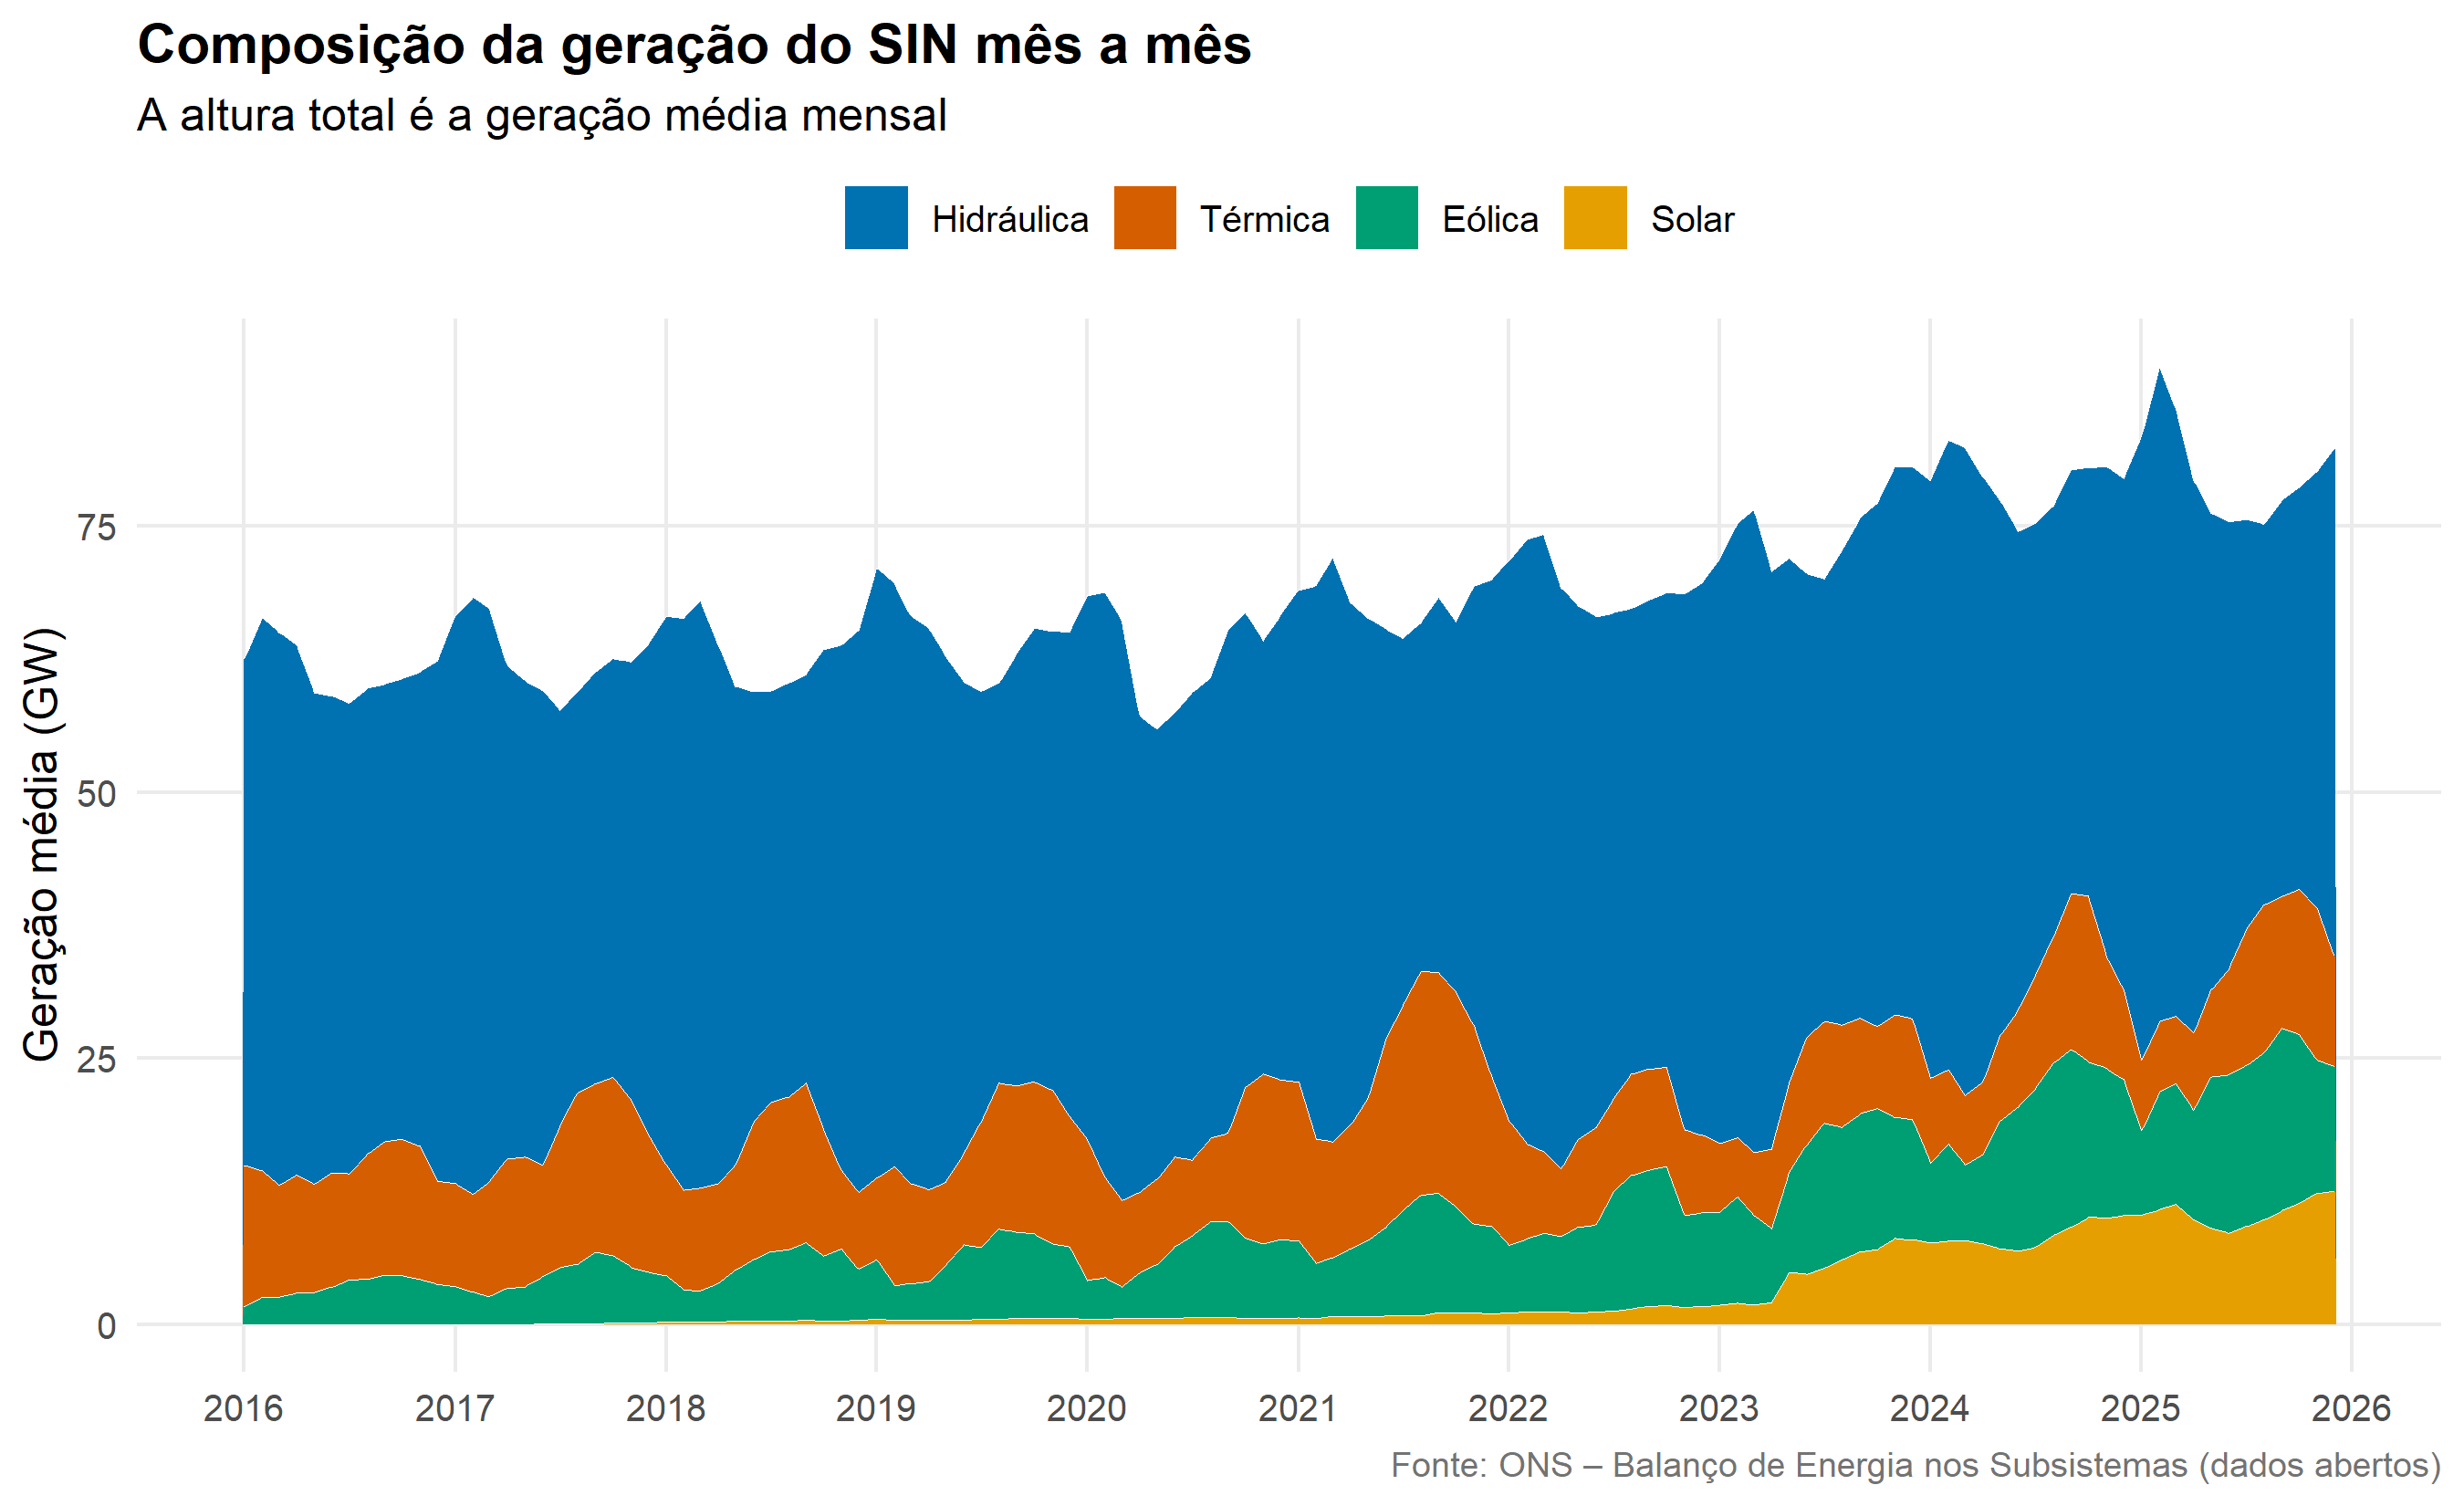 Composição da geração do SIN mês a mês
A altura total é a geração média mensal
Hidráulica Térmica Eólica Solar
Geração média (GW)
75
50
25
0
2016 2017 2018 2019 2020 2021 2022 2023 2024 2025 2026
Fonte: ONS – Balanço de Energia nos Subsistemas (dados abertos)